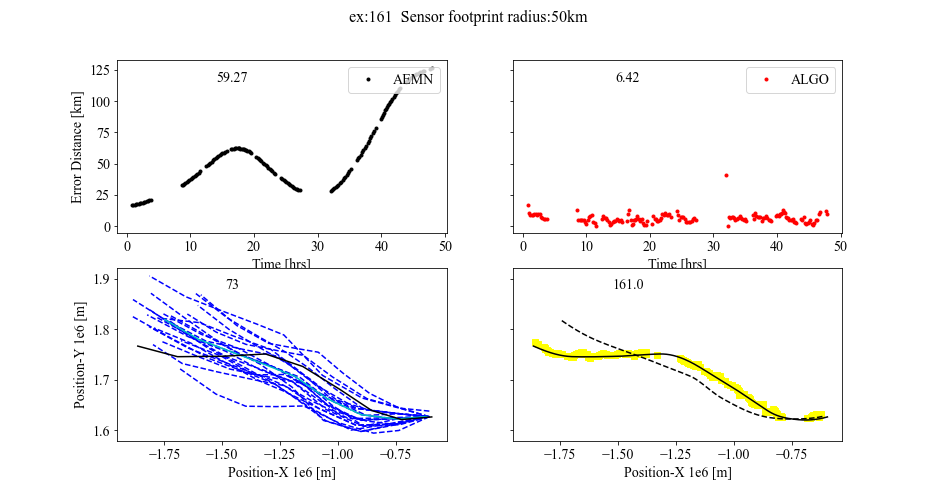 ex:161  Sensor footprint radius:50km
59.27
AEMN
125
100
75
50
25
0
Error Distance [km]
0 10 20 30 40 50
Time [hrs]
6.42
ALGO
0 10 20 30 40 50
Time [hrs]
73
1.9
1.8
1.7
1.6
Position-Y 1e6 [m]
−1.75 −1.50 −1.25 −1.00 −0.75
Position-X 1e6 [m]
161.0
−1.75 −1.50 −1.25 −1.00 −0.75
Position-X 1e6 [m]